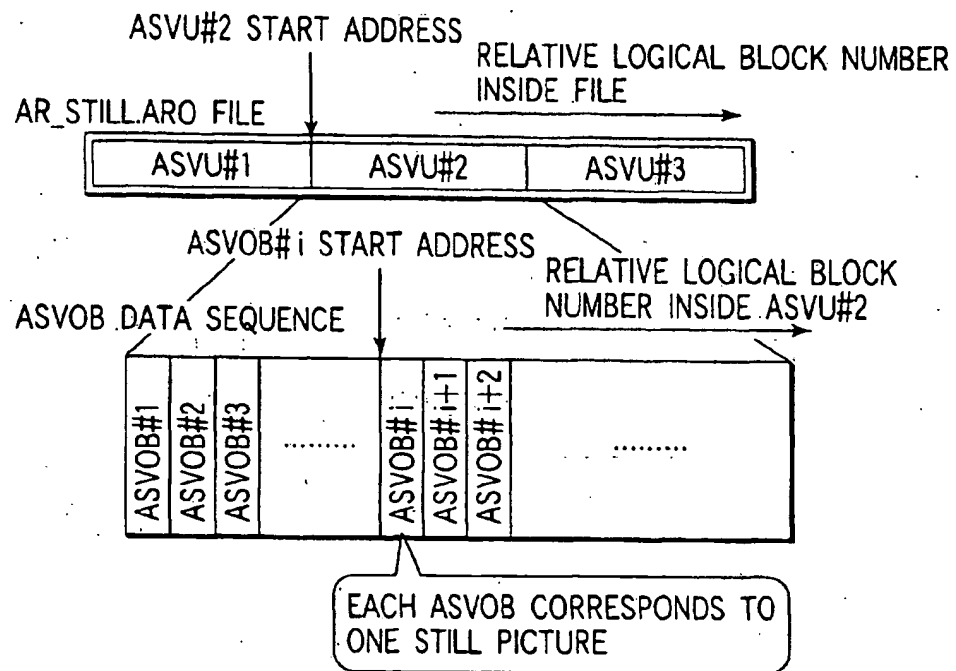 ASVU#2 START ADDRESS
RELATIVE LOGICAL BLOCK NUMBER
INSIDE FILE
AR_STILL.ARO FILE
ASVU#1
ASVU#2
ASVU#3
ASVOB#i START ADDRESS
RELATIVE LOGICAL BLOCK
NUMBER INSIDE ASVU#2
ASVOB DATA SEQUENCE
ASVOB#1
ASVOB#2
ASVOB#3
.........
ASVOB#i
ASVOB#i+1
ASVOB#i+2
.........
EACH ASVOB CORRESPONDS TO
ONE STILL PICTURE